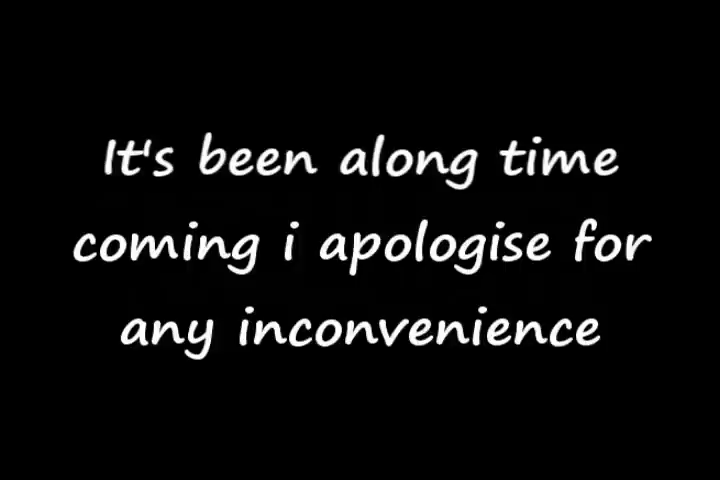 It's been along time
coming i apologise for
any inconvenience